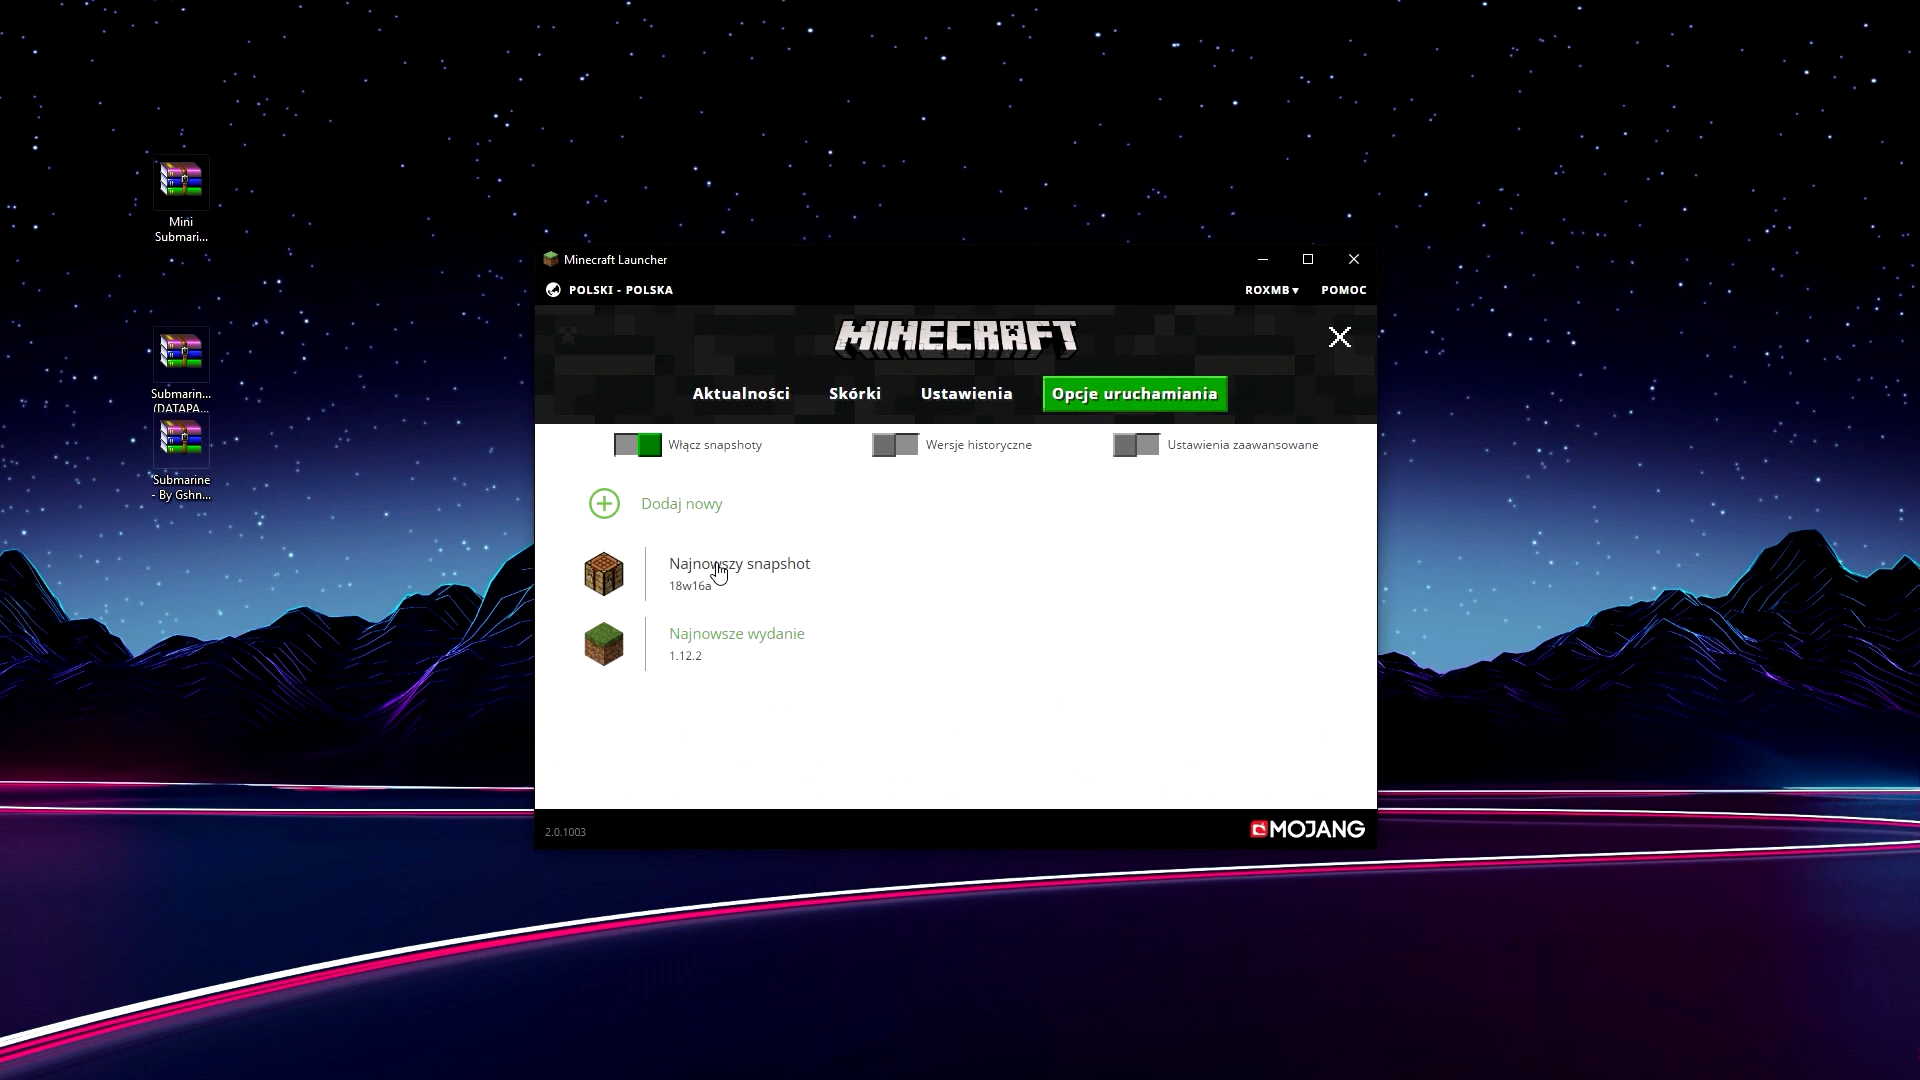 Mini
Submari...
Submarin...
(DATAPA...
Submarine
- By Gshn...
Minecraft Launcher
POLSKI - POLSKA
ROXMB▾
POMOC
MINECRAFT
Aktualności
Skórki
Ustawienia
Opcje uruchamiania
Włącz snapshoty
Wersje historyczne
Ustawienia zaawansowane
Dodaj nowy
Najnowszy snapshot
18w16a
Najnowsze wydanie
1.12.2
2.0.1003
MOJANG